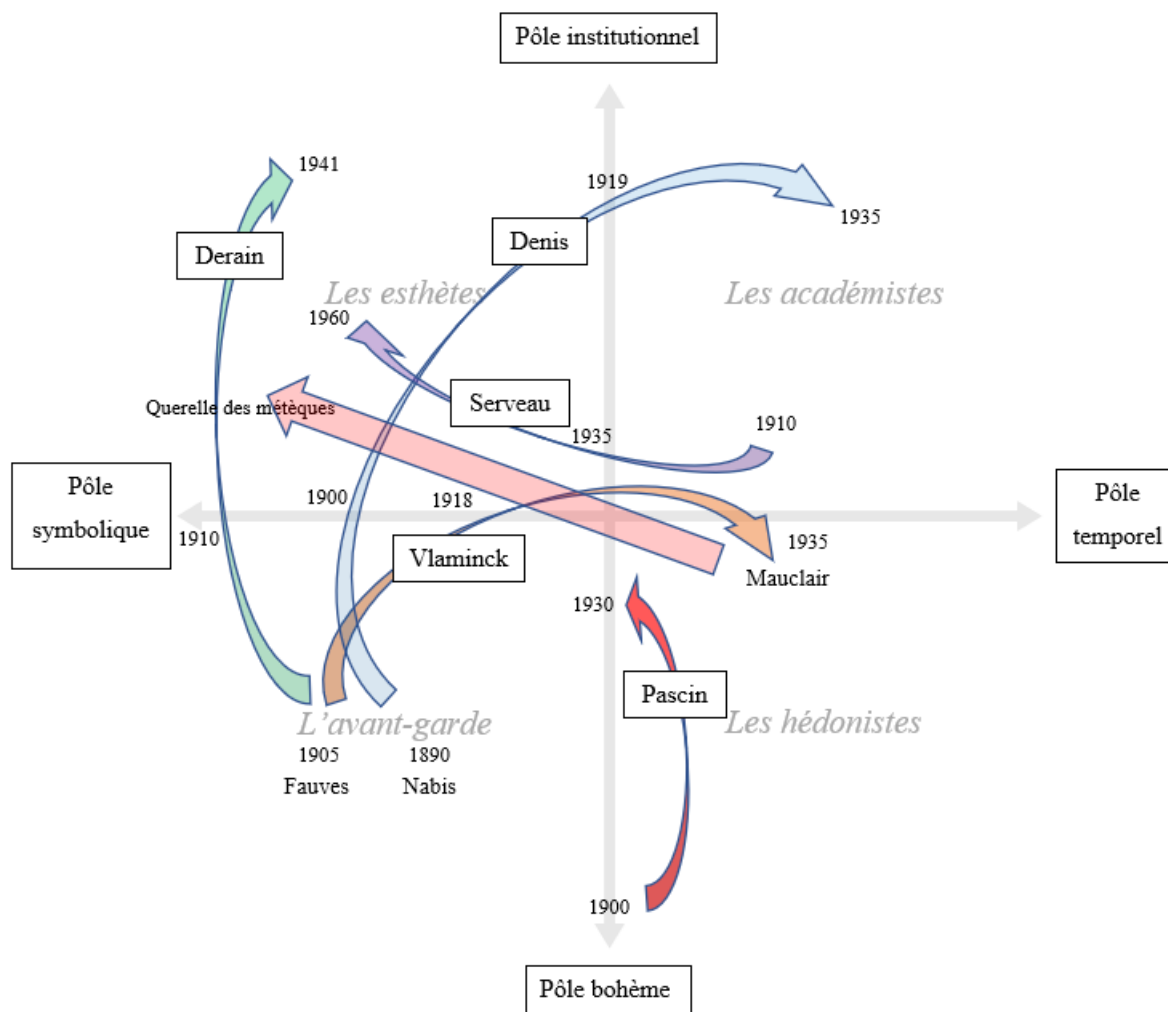 Pôle institutionnel
1941
1919
1935
Derain
Denis
Les esthètes
Les académistes
1960
Querelle des métèques
Serveau
1935
1910
Pôle
symbolique
1900
1918
Pôle
temporel
1910
Vlaminck
1935
Mauclair
1930
Pascin
L'avant-garde
Les hédonistes
1905
Fauves
1890
Nabis
1900
Pôle bohème